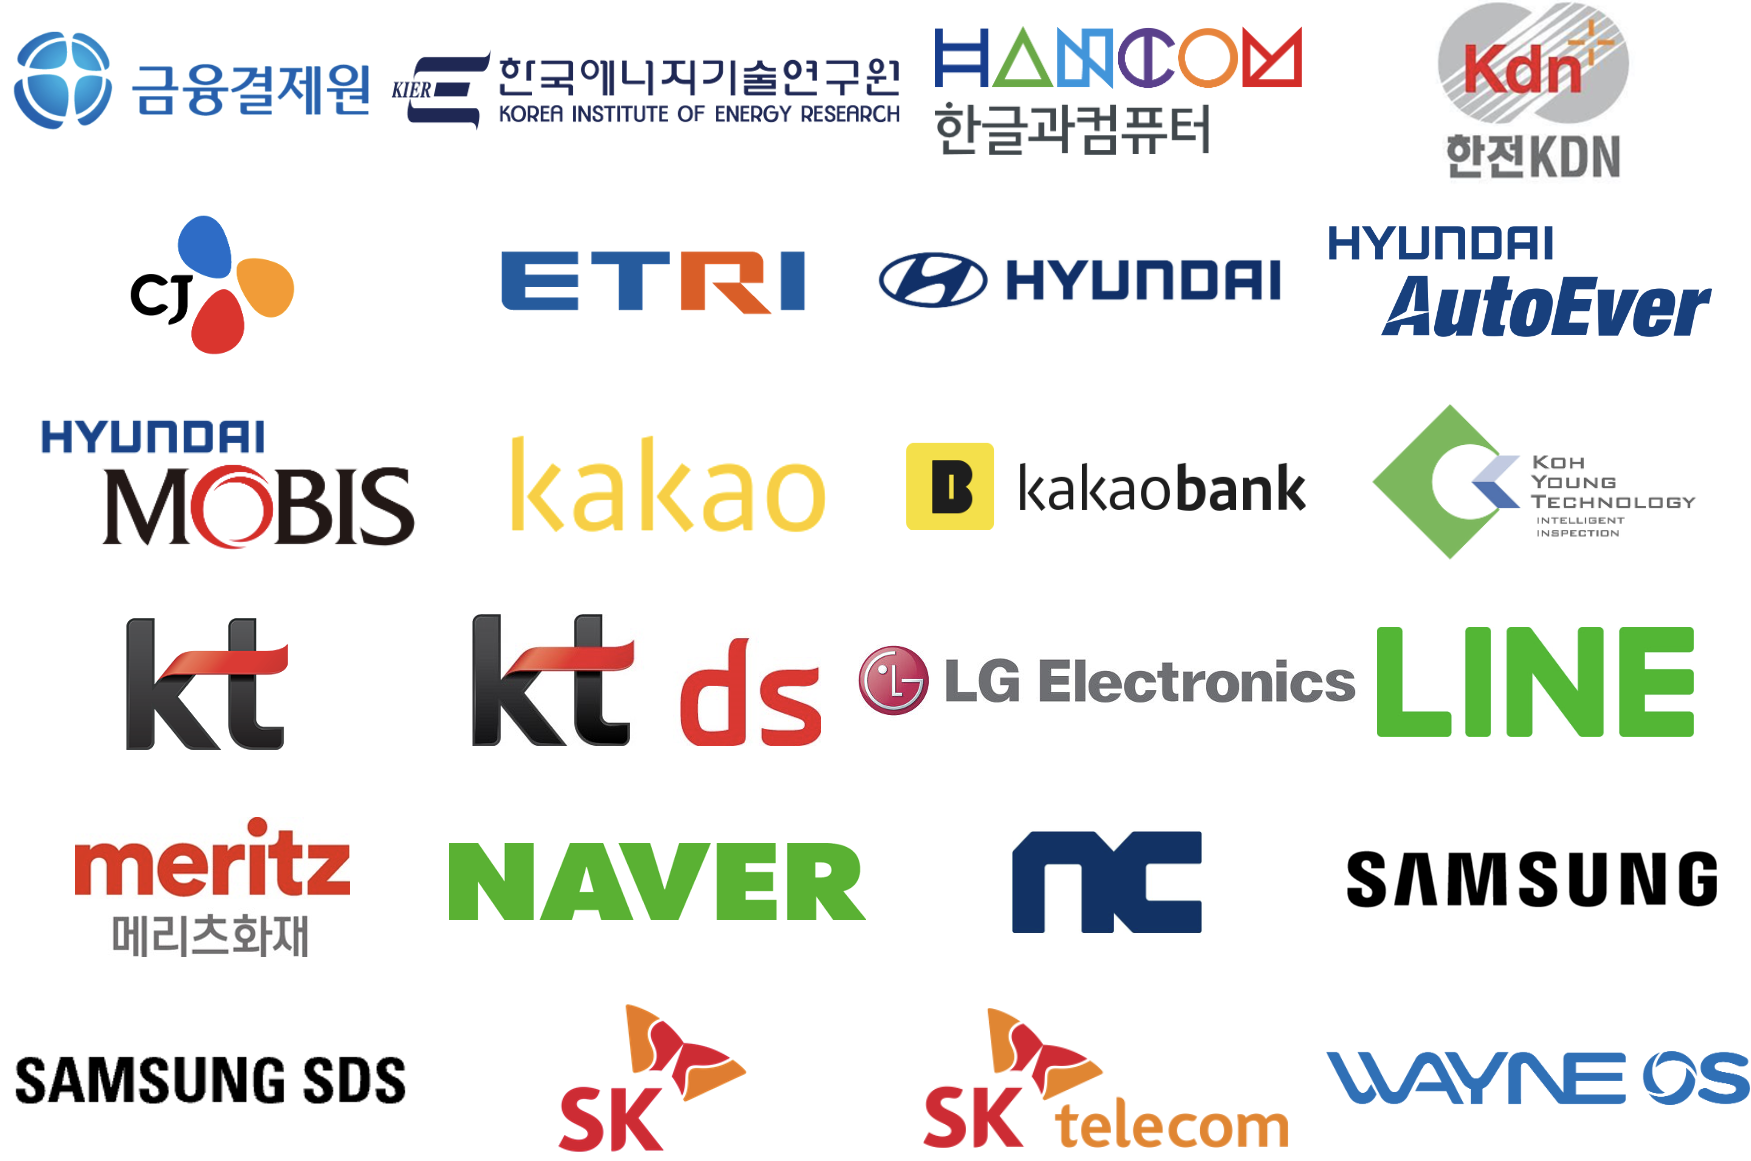 금융결제원
KIER
한국에너지기술연구원
KOREA INSTITUTE OF ENERGY RESEARCH
HANCOM
한글과컴퓨터
Kdn
한전KDN
CJ
ETRI
HYUNDAI
HYUNDAI
AutoEver
HYUNDAI
MOBIS
kakao
B
kakaobank
KOH
YOUNG
TECHNOLOGY
INTELLIGENT
INSPECTION
kt
kt ds
LG Electronics
LINE
meritz
메리츠화재
NAVER
nc
SAMSUNG
SAMSUNG SDS
SK
SK telecom
WAYNE OS